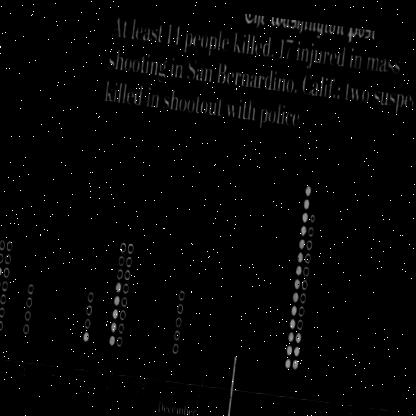 The Washington Post
At least 14 people killed, 17 injured in mass
shooting in San Bernardino, Calif.; two suspe
killed in shootout with police
December